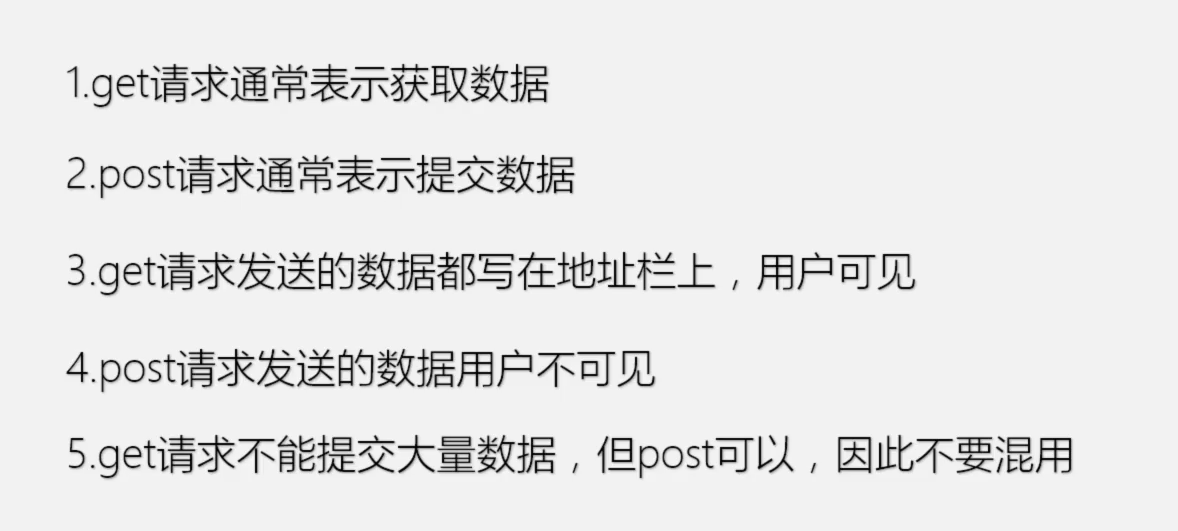 1.get请求通常表示获取数据
2.post请求通常表示提交数据
3.get请求发送的数据都写在地址栏上，用户可见
4.post请求发送的数据用户不可见
5.get请求不能提交大量数据，但post可以，因此不要混用